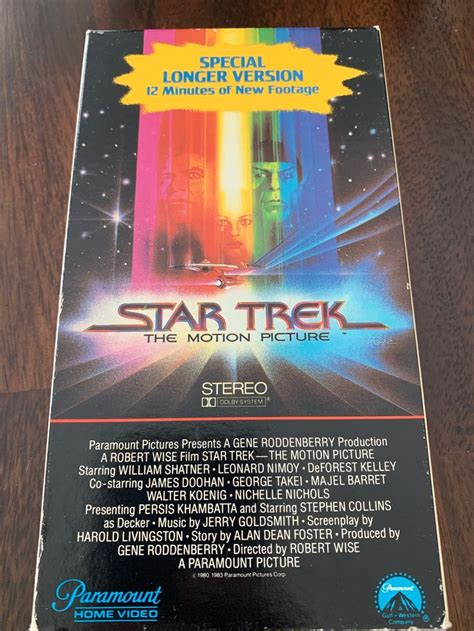 SPECIAL
LONGER VERSION
12 Minutes of New Footage
STAR TREK
THE MOTION PICTURE ™
STEREO
DOLBY SYSTEM ®
Paramount Pictures Presents A GENE RODDENBERRY Production
A ROBERT WISE Film STAR TREK—THE MOTION PICTURE
Starring WILLIAM SHATNER • LEONARD NIMOY • DeFOREST KELLEY
Co-starring JAMES DOOHAN • GEORGE TAKEI • MAJEL BARRET
WALTER KOENIG • NICHELLE NICHOLS
Presenting PERSIS KHAMBATTA and Starring STEPHEN COLLINS
as Decker • Music by JERRY GOLDSMITH • Screenplay by
HAROLD LIVINGSTON • Story by ALAN DEAN FOSTER • Produced by
GENE RODDENBERRY • Directed by ROBERT WISE
A PARAMOUNT PICTURE
c 1980, 1983 Paramount Pictures Corp
Paramount
HOME VIDEO
Paramount
A
Gulf + Western
Company